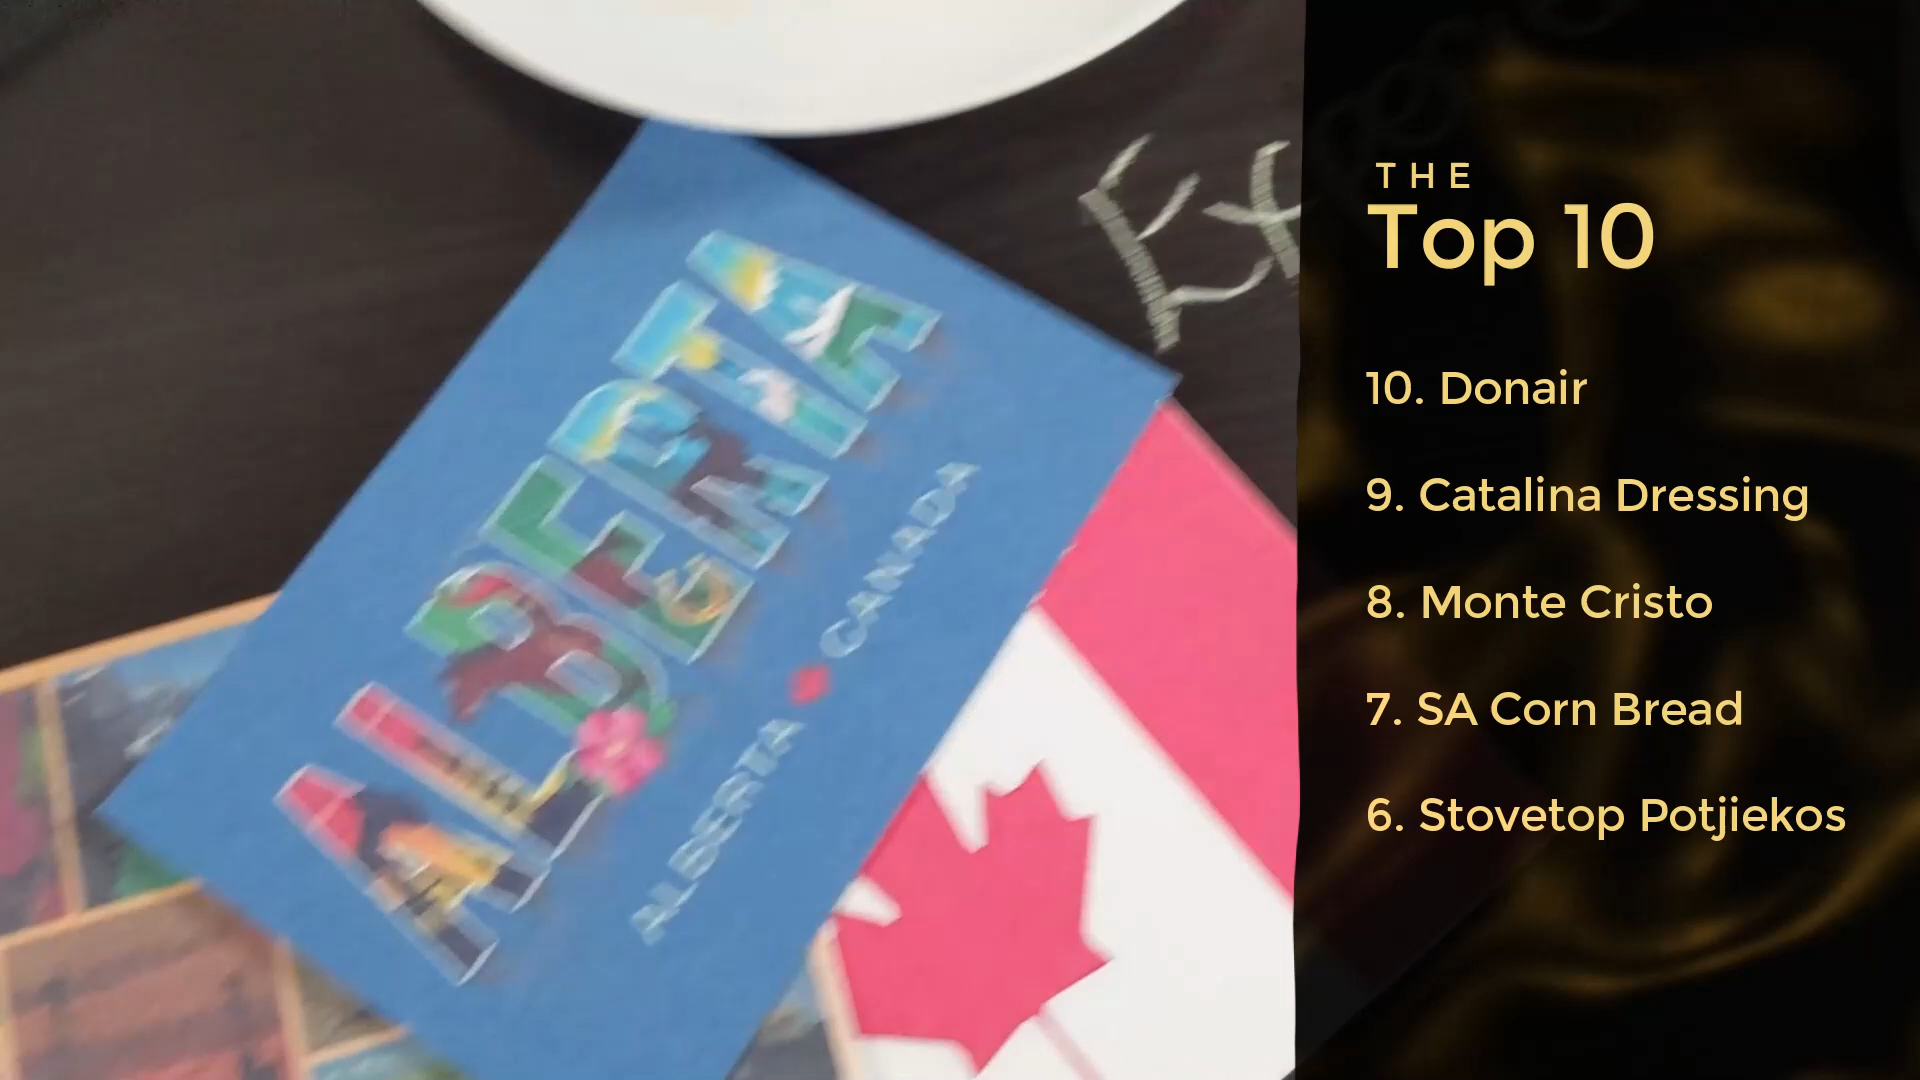 ALBERTA
ALBERTA CANADA
THE
Top 10
10. Donair
9. Catalina Dressing
8. Monte Cristo
7. SA Corn Bread
6. Stovetop Potjiekos